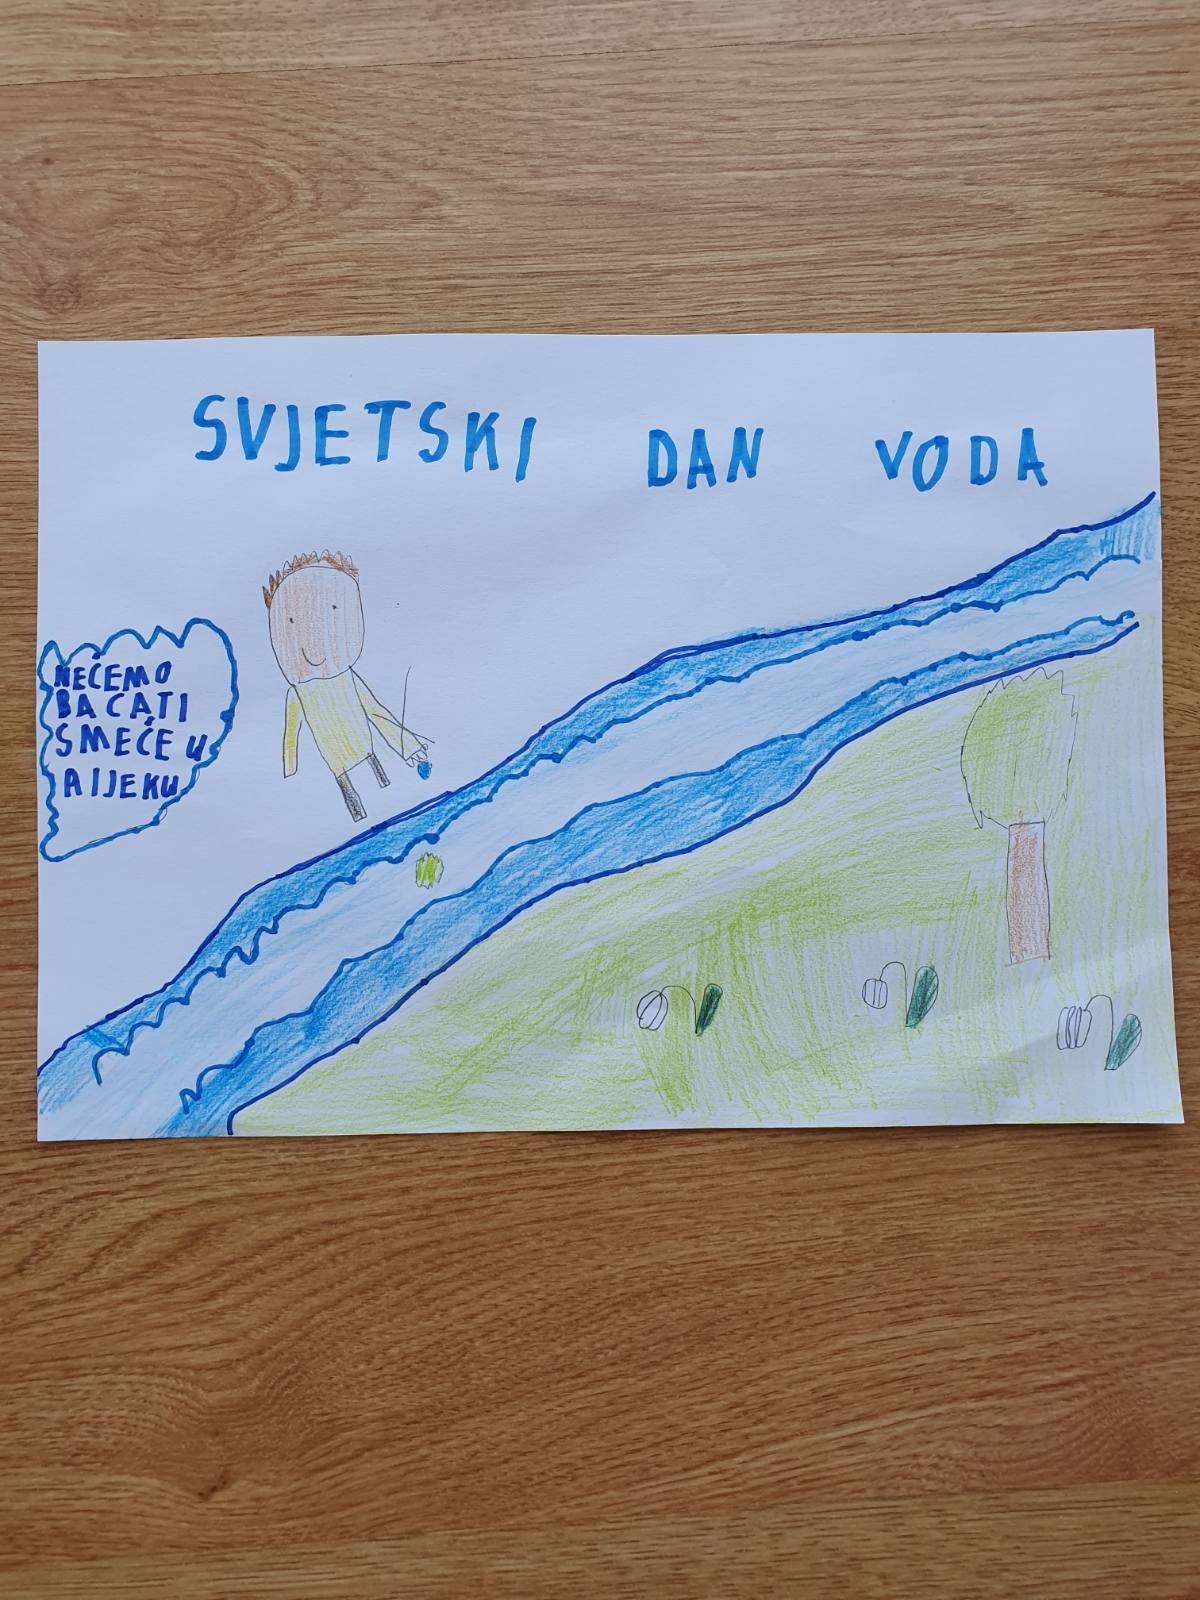 SVJETSKI DAN VODA
NEĆEMO
BACATI
SMEĆE U
RIJEKU